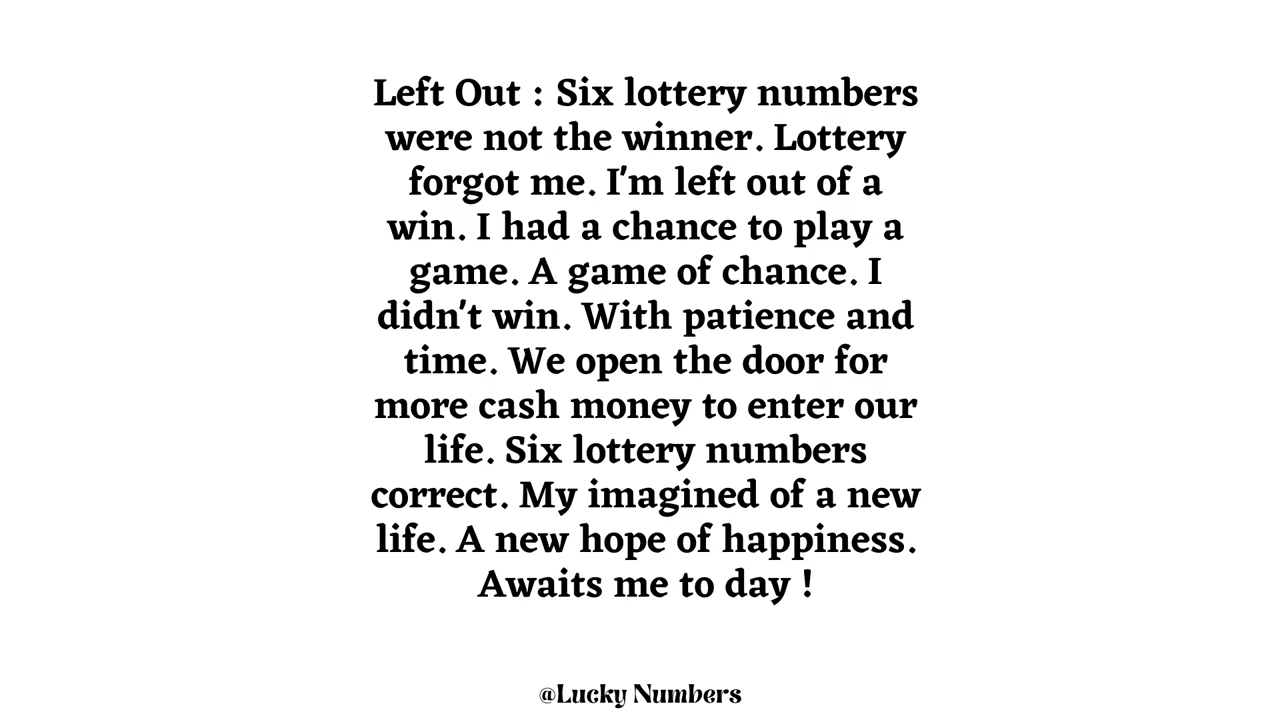 Left Out : Six lottery numbers
were not the winner. Lottery
forgot me. I'm left out of a
win. I had a chance to play a
game. A game of chance. I
didn't win. With patience and
time. We open the door for
more cash money to enter our
life. Six lottery numbers
correct. My imagined of a new
life. A new hope of happiness.
Awaits me to day !
@Lucky Numbers